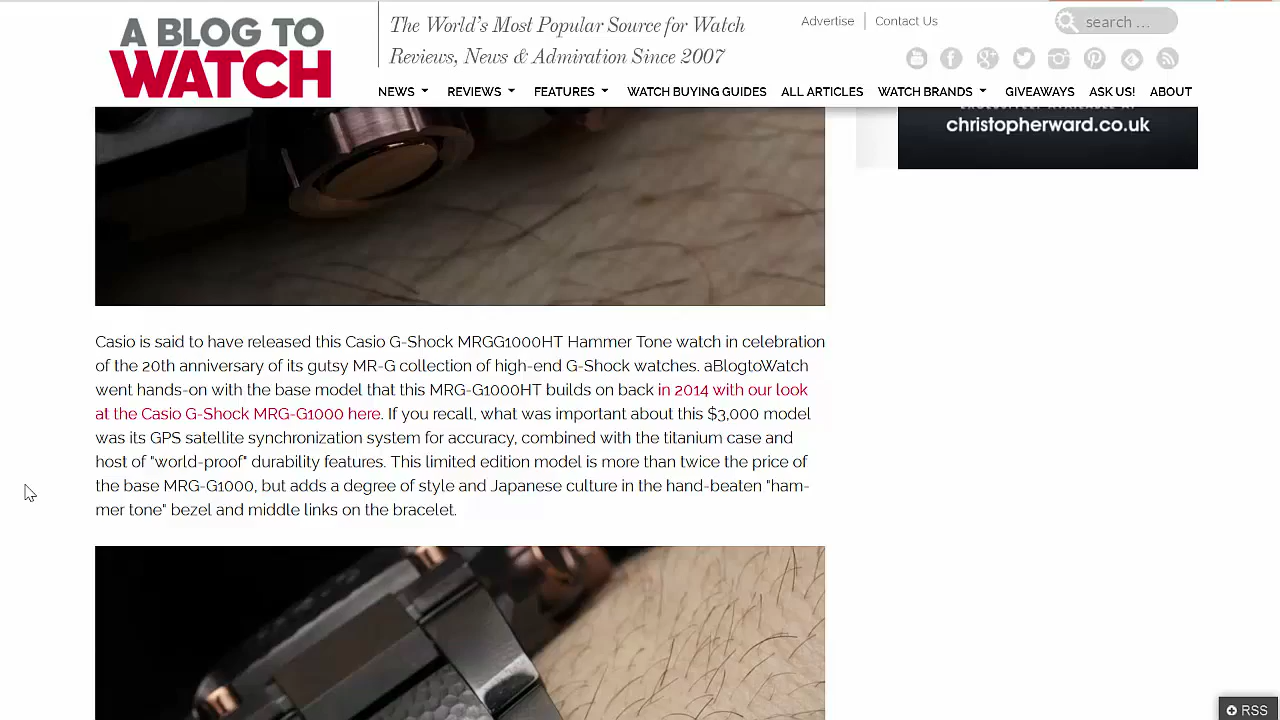 A BLOG TO
WATCH
The World's Most Popular Source for Watch
Reviews, News & Admiration Since 2007
Advertise
Contact Us
search ...
NEWS
REVIEWS
FEATURES
WATCH BUYING GUIDES
ALL ARTICLES
WATCH BRANDS
GIVEAWAYS
ASK US!
ABOUT
christopherward.co.uk
Casio is said to have released this Casio G-Shock MRGG1000HT Hammer Tone watch in celebration
of the 20th anniversary of its gutsy MR-G collection of high-end G-Shock watches. aBlogtoWatch
went hands-on with the base model that this MRG-G1000HT builds on back in 2014 with our look
at the Casio G-Shock MRG-G1000 here. If you recall, what was important about this $3,000 model
was its GPS satellite synchronization system for accuracy, combined with the titanium case and
host of "world-proof" durability features. This limited edition model is more than twice the price of
the base MRG-G1000, but adds a degree of style and Japanese culture in the hand-beaten "ham-
mer tone" bezel and middle links on the bracelet.
RSS